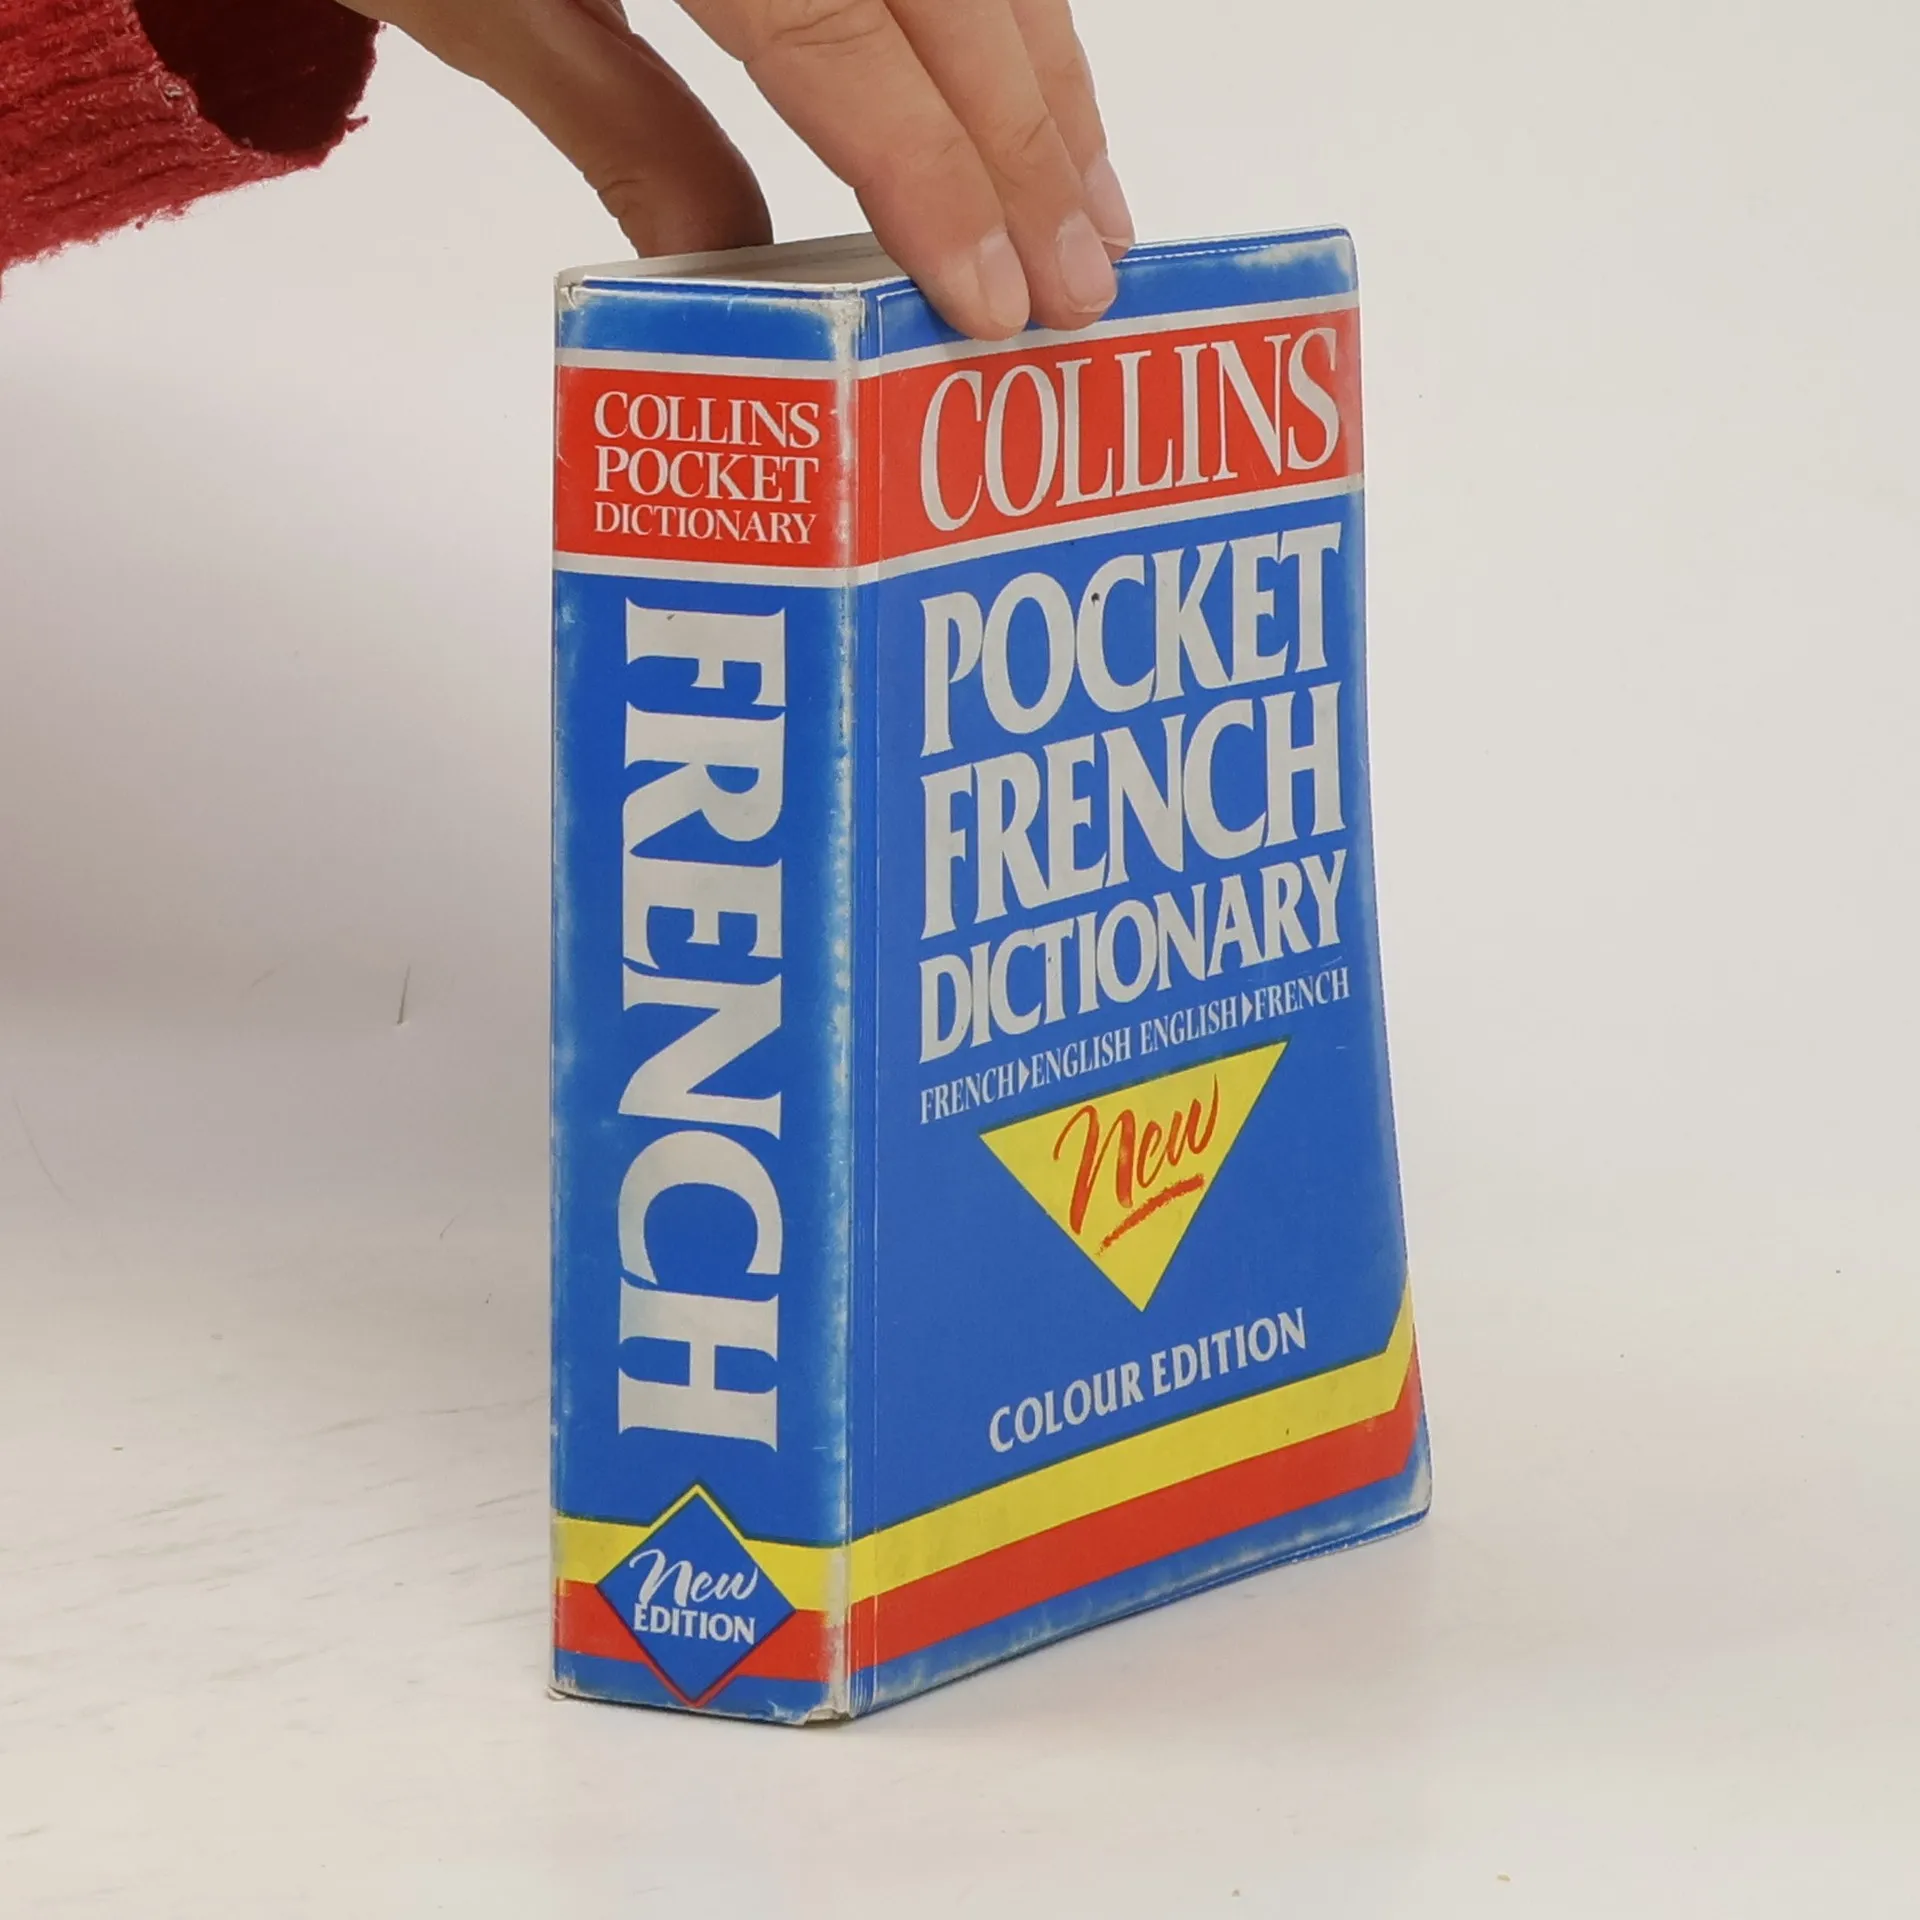 COLLINS
POCKET
DICTIONARY
FRENCH
New
EDITION
COLLINS
POCKET
FRENCH
DICTIONARY
FRENCH▶ENGLISH ENGLISH▶FRENCH
New
COLOUR EDITION